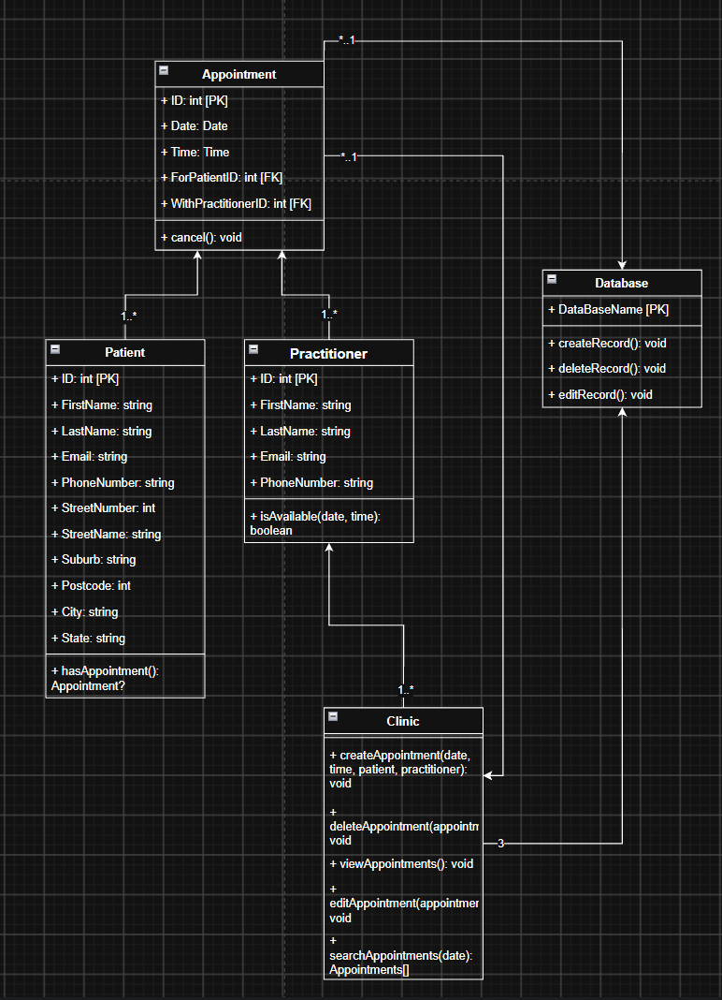 *..1
Appointment
+ ID: int [PK]
+ Date: Date
+ Time: Time
*..1
+ ForPatientID: int [FK]
+ WithPractitionerID: int [FK]
+ cancel(): void
Database
+ DataBaseName [PK]
+ createRecord(): void
+ deleteRecord(): void
+ editRecord(): void
1..*
1..*
Patient
+ ID: int [PK]
+ FirstName: string
+ LastName: string
+ Email: string
+ PhoneNumber: string
+ StreetNumber: int
+ StreetName: string
+ Suburb: string
+ Postcode: int
+ City: string
+ State: string
+ hasAppointment():
Appointment?
Practitioner
+ ID: int [PK]
+ FirstName: string
+ LastName: string
+ Email: string
+ PhoneNumber: string
+ isAvailable(date, time):
boolean
1..*
Clinic
+ createAppointment(date,
time, patient, practitioner):
void
+
deleteAppointment(appointm
void
3
+ viewAppointments(): void
+
editAppointment(appointmer
void
+
searchAppointments(date):
Appointments[]